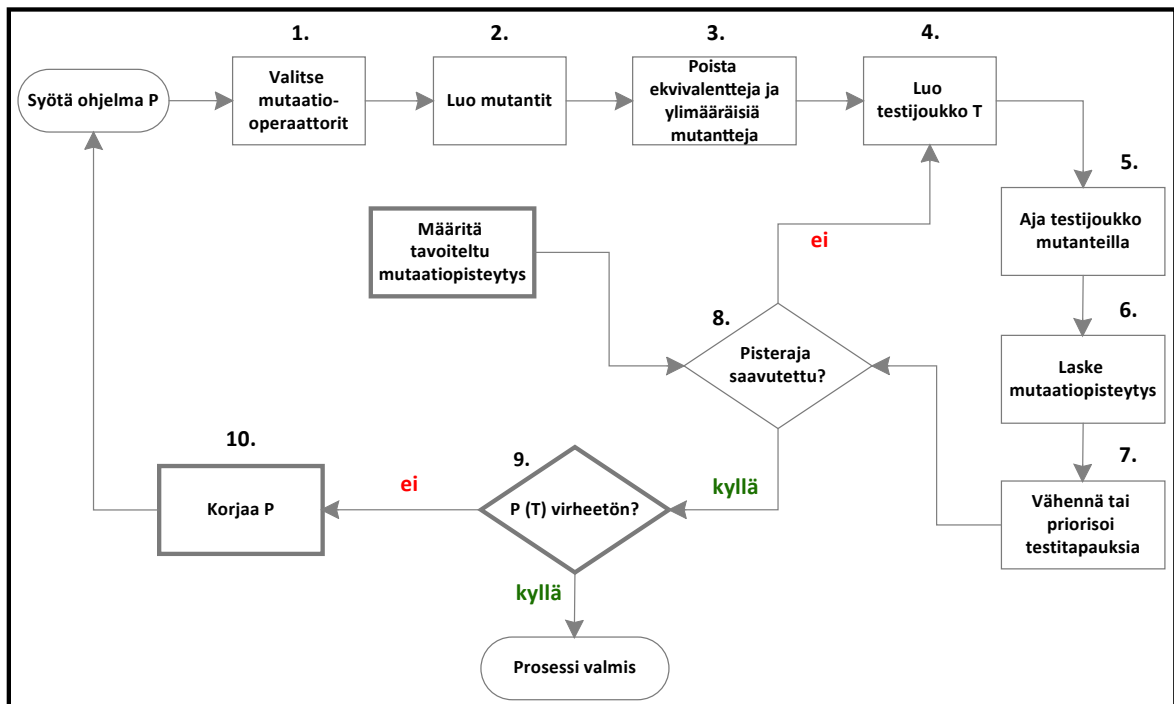 1.
2.
3.
4.
Syötä ohjelma P
Valitse
mutaatio-
operaattorit
Luo mutantit
Poista
ekvivalentteja ja
ylimääräisiä
mutantteja
Luo
testijoukko T
5.
Aja testijoukko
mutanteilla
Määritä
tavoiteltu
mutaatiopisteytys
ei
6.
8.
Pisteraja
saavutettu?
Laske
mutaatiopisteytys
7.
Vähennä tai
priorisoi
testitapauksia
10.
9.
kyllä
ei
Korjaa P
P (T) virheetön?
kyllä
Prosessi valmis